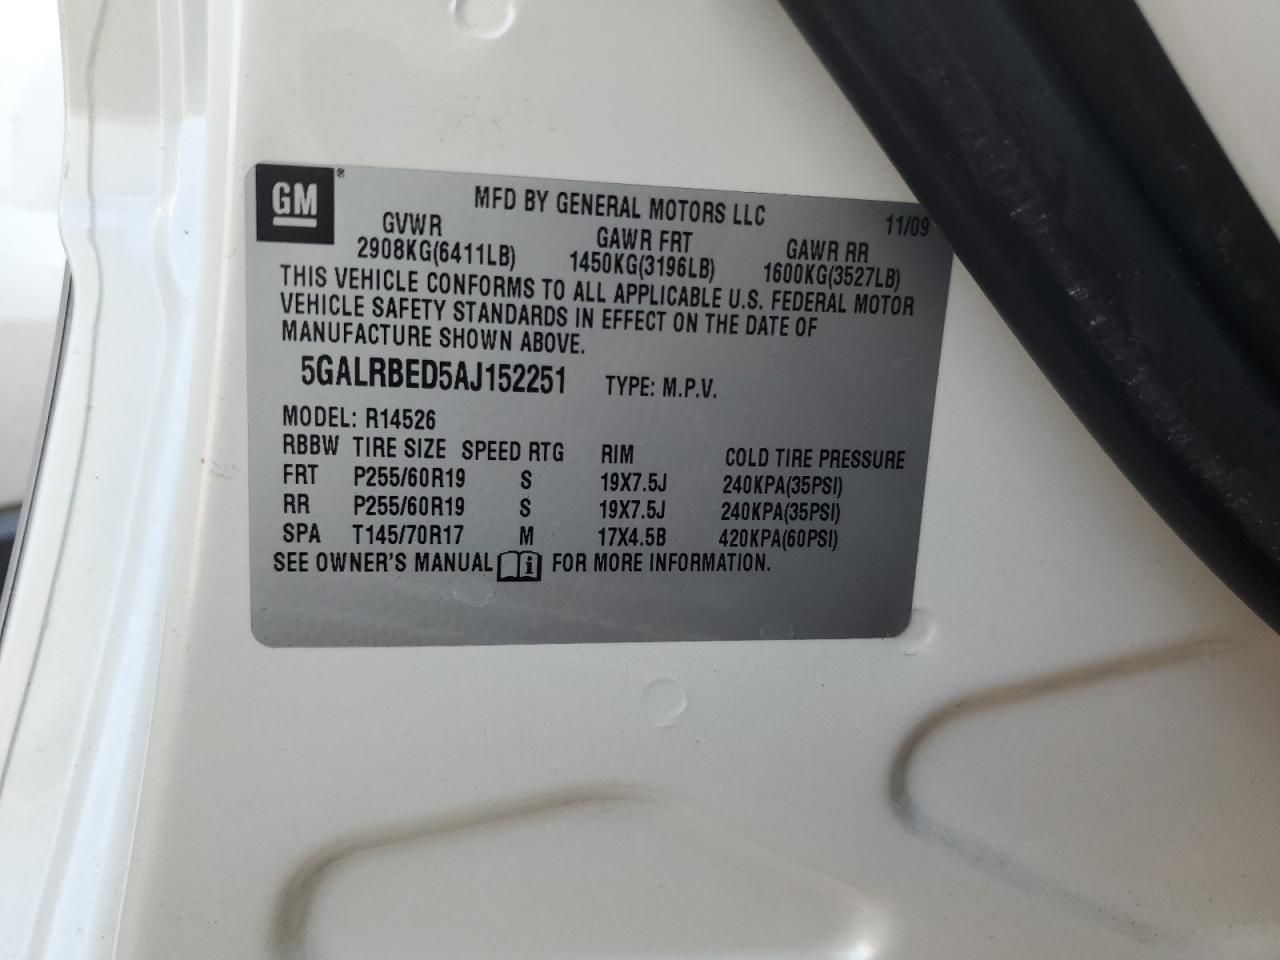 GM®
MFD BY GENERAL MOTORS LLC 11/09
GVWR GAWR FRT GAWR RR
2908KG(6411LB) 1450KG(3196LB) 1600KG(3527LB)
THIS VEHICLE CONFORMS TO ALL APPLICABLE U.S. FEDERAL MOTOR
VEHICLE SAFETY STANDARDS IN EFFECT ON THE DATE OF
MANUFACTURE SHOWN ABOVE.
5GALRBED5AJ152251 TYPE: M.P.V.
MODEL: R14526
RBBW TIRE SIZE SPEED RTG RIM COLD TIRE PRESSURE
FRT P255/60R19 S 19X7.5J 240KPA(35PSI)
RR P255/60R19 S 19X7.5J 240KPA(35PSI)
SPA T145/70R17 M 17X4.5B 420KPA(60PSI)
SEE OWNER'S MANUAL i FOR MORE INFORMATION.